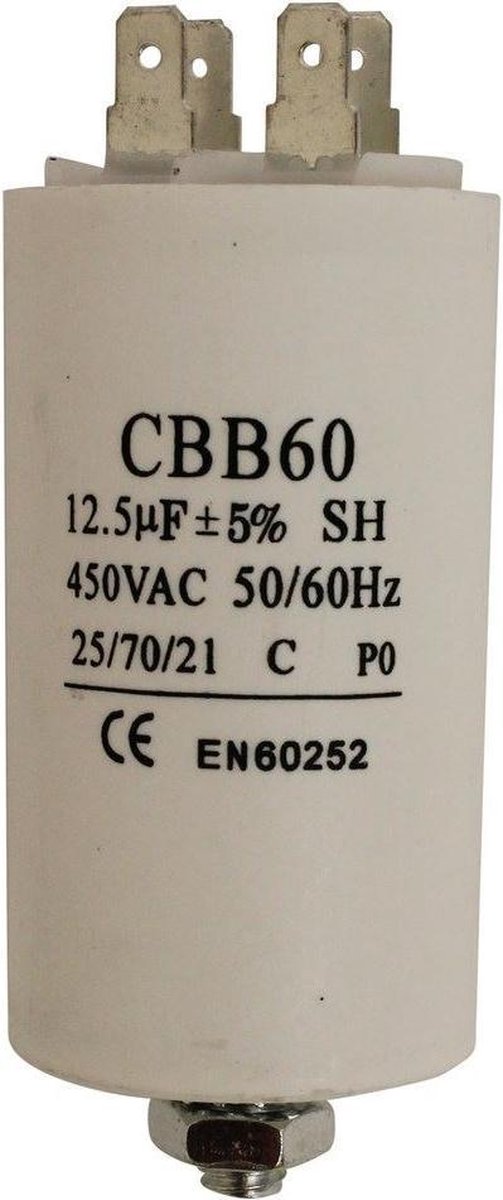 CBB60
12.5µF ± 5% SH
450VAC 50/60Hz
25/70/21 C P0
CE EN60252